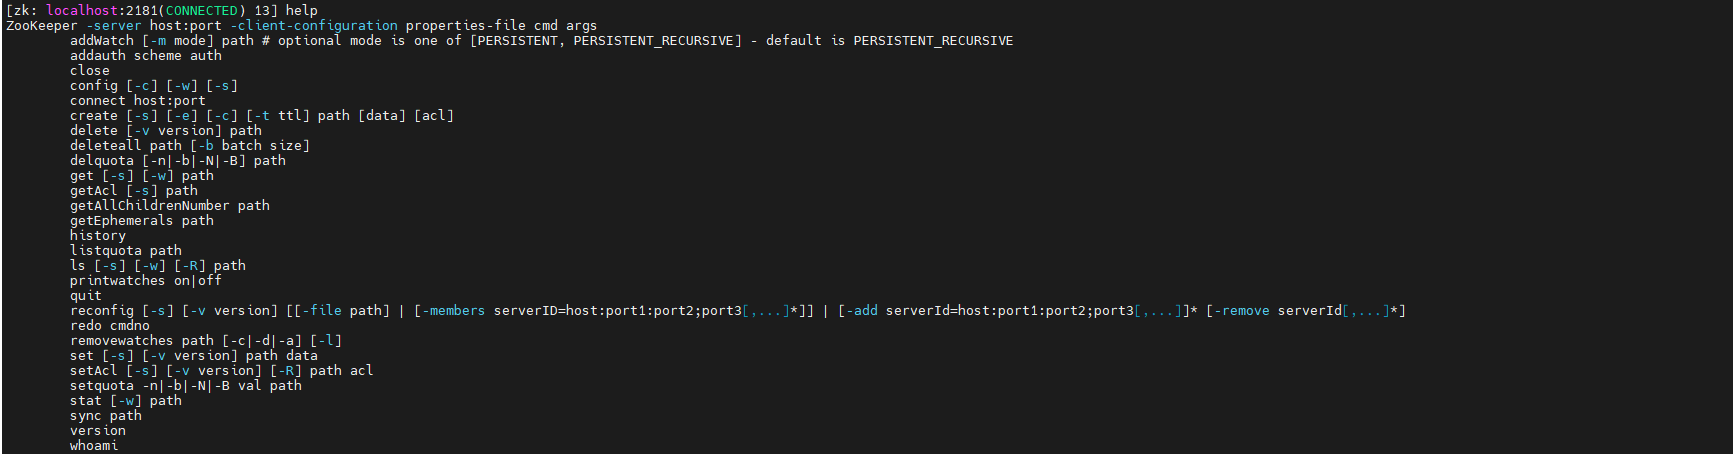 [zk: localhost:2181(CONNECTED) 13] help
ZooKeeper -server host:port -client-configuration properties-file cmd args
addWatch [-m mode] path # optional mode is one of [PERSISTENT, PERSISTENT_RECURSIVE] - default is PERSISTENT_RECURSIVE
addauth scheme auth
close
config [-c] [-w] [-s]
connect host:port
create [-s] [-e] [-c] [-t ttl] path [data] [acl]
delete [-v version] path
deleteall path [-b batch size]
delquota [-n|-b|-N|-B] path
get [-s] [-w] path
getAcl [-s] path
getAllChildrenNumber path
getEphemerals path
history
listquota path
ls [-s] [-w] [-R] path
printwatches on|off
quit
reconfig [-s] [-v version] [[-file path] | [-members serverID=host:port1:port2;port3[,...]*]] | [-add serverId=host:port1:port2;port3[,...]]* [-remove serverId[,...]*]
redo cmdno
removewatches path [-c|-d|-a] [-l]
set [-s] [-v version] path data
setAcl [-s] [-v version] [-R] path acl
setquota -n|-b|-N|-B val path
stat [-w] path
sync path
version
whoami